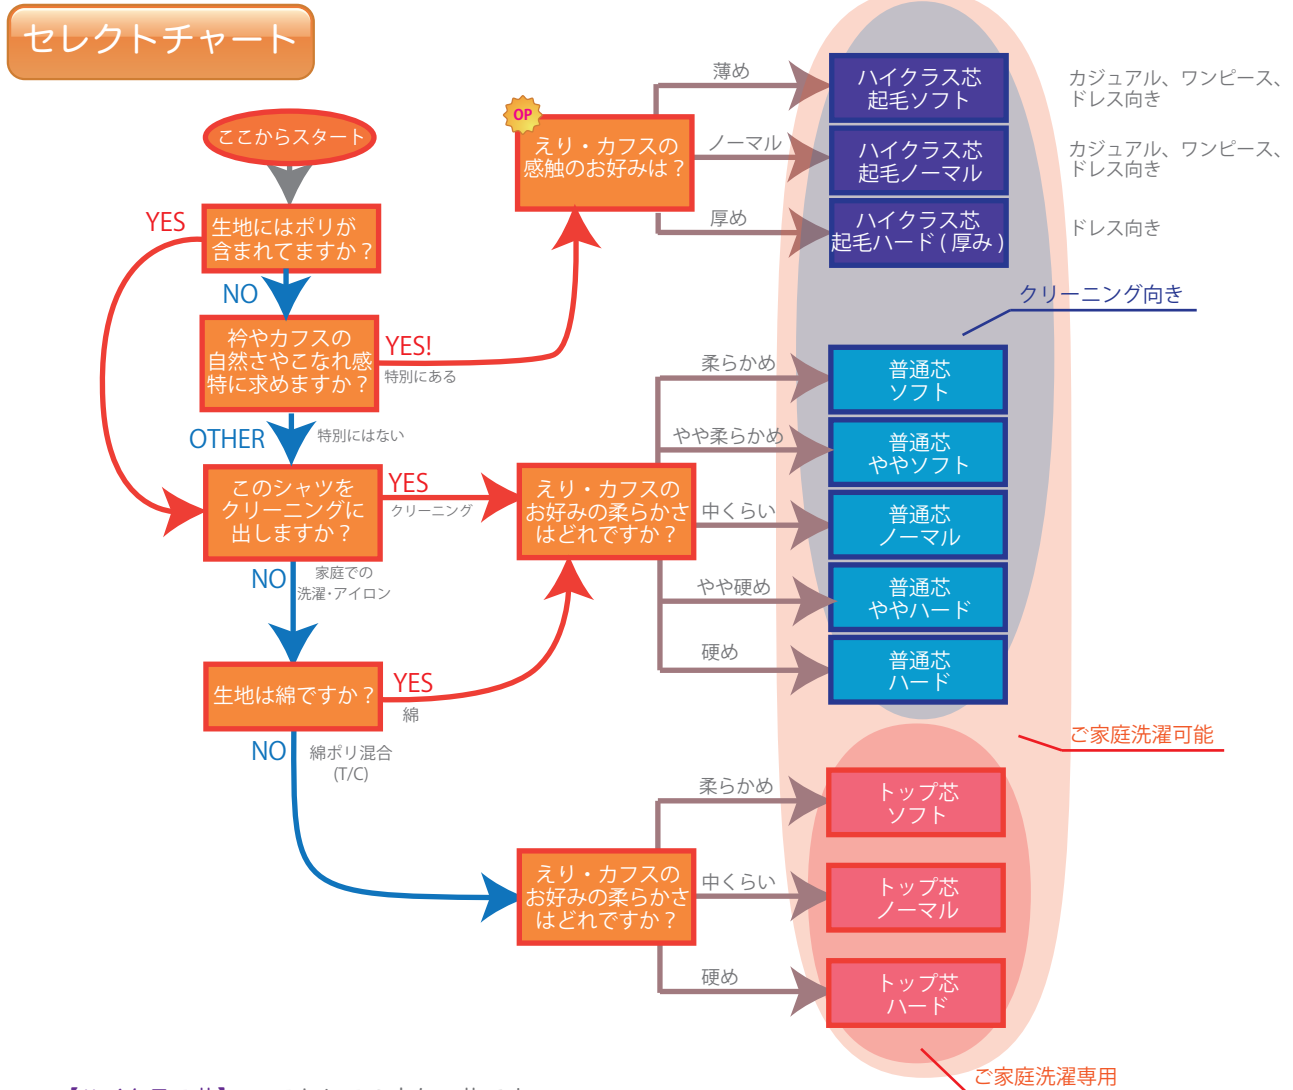 セレクトチャート
ここからスタート
生地にはポリが
含まれてますか？
YES
NO
衿やカフスの
自然さやこなれ感
特に求めますか？
YES!
特別にある
OTHER
特別にはない
このシャツを
クリーニングに
出しますか？
YES
クリーニング
NO
家庭での
洗濯・アイロン
生地は綿ですか？
YES
綿
NO
綿ポリ混合
(T/C)
OP
えり・カフスの
感触のお好みは？
薄め
ノーマル
厚め
ハイクラス芯
起毛ソフト
カジュアル、ワンピース、
ドレス向き
ハイクラス芯
起毛ノーマル
カジュアル、ワンピース、
ドレス向き
ハイクラス芯
起毛ハード(厚み)
ドレス向き
クリーニング向き
えり・カフスの
お好みの柔らかさ
はどれですか？
柔らかめ
やや柔らかめ
中くらい
やや硬め
硬め
普通芯
ソフト
普通芯
ややソフト
普通芯
ノーマル
普通芯
ややハード
普通芯
ハード
ご家庭洗濯可能
えり・カフスの
お好みの柔らかさ
はどれですか？
柔らかめ
中くらい
硬め
トップ芯
ソフト
トップ芯
ノーマル
トップ芯
ハード
ご家庭洗濯専用